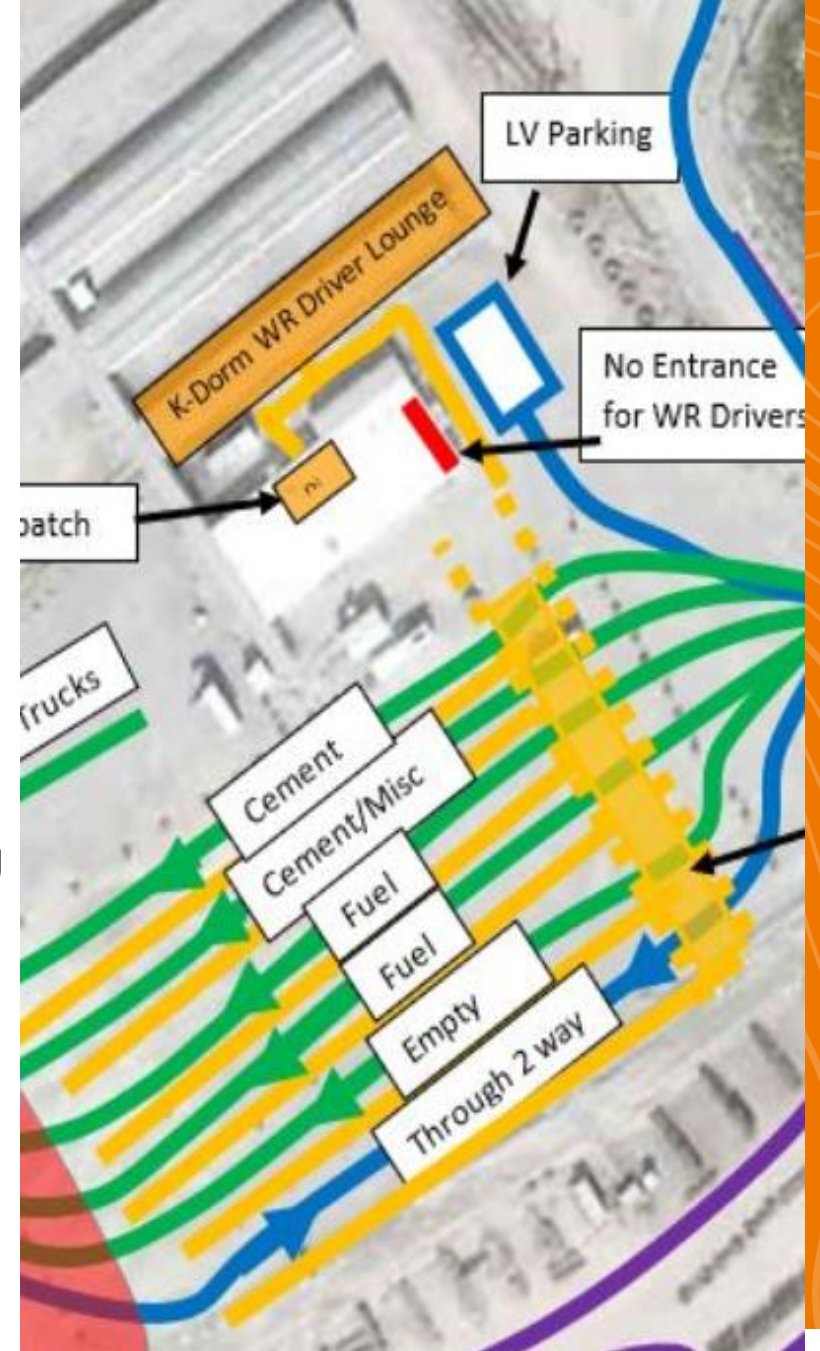 LV Parking
K-Dorm WR Driver Lounge
No Entrance
for WR Drivers
patch
Trucks
Cement
Cement/Misc
Fuel
Fuel
Empty
Through 2 way